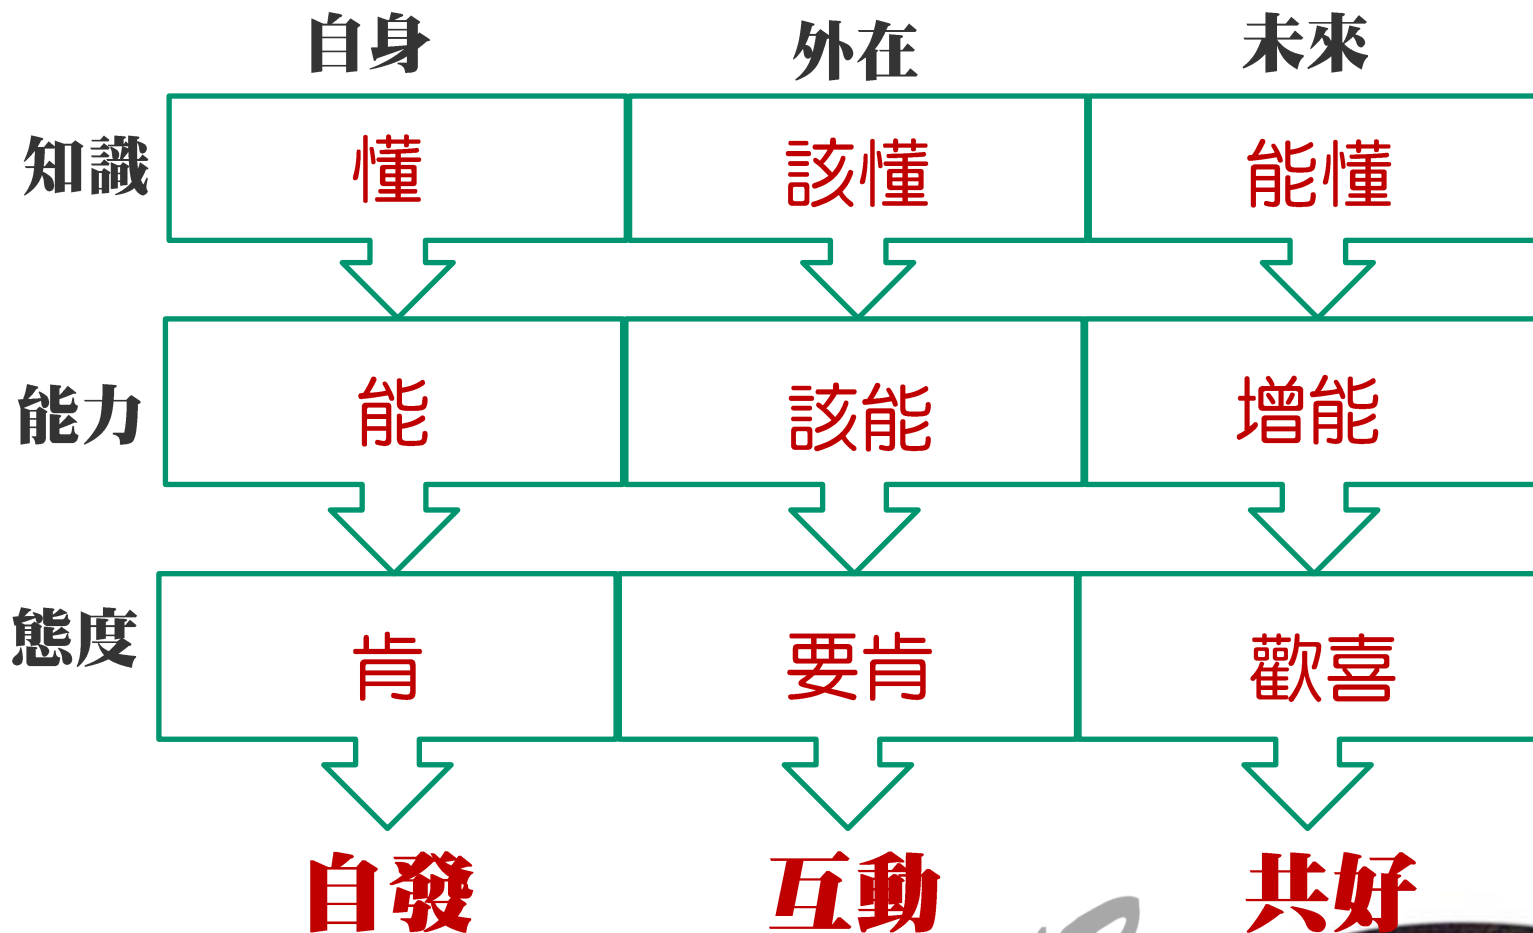 自身 外在 未來
知識 懂 該懂 能懂
能力 能 該能 增能
態度 肯 要肯 歡喜
自發 互動 共好